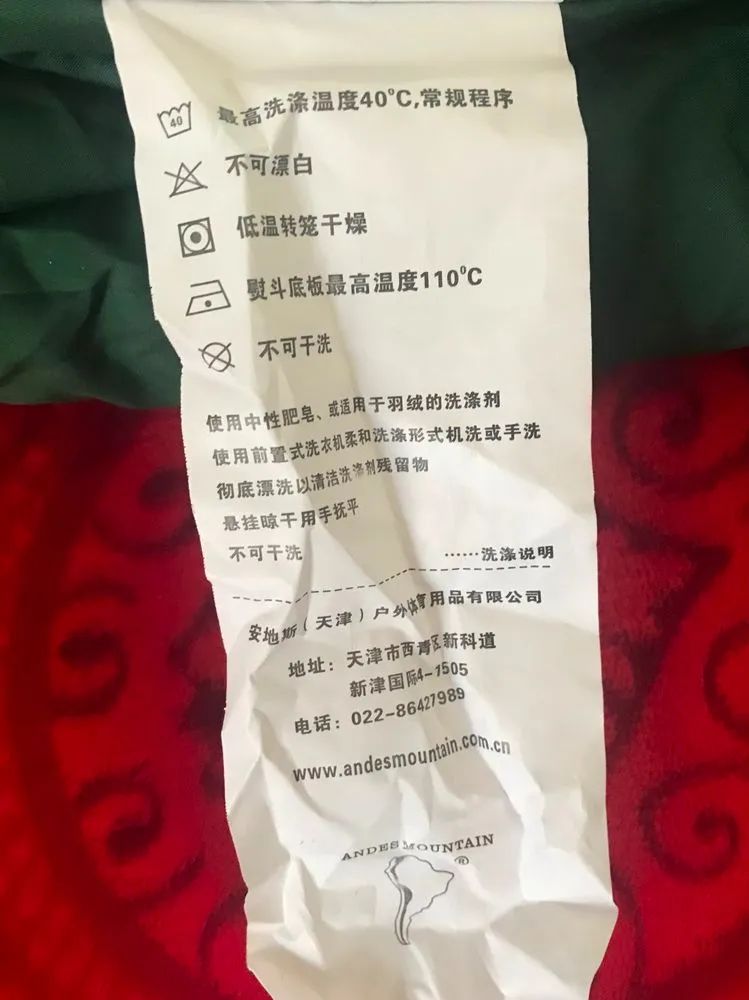 40 最高洗涤温度40°C,常规程序
不可漂白
低温转笼干燥
熨斗底板最高温度110°C
不可干洗
使用中性肥皂、或适用于羽绒的洗涤剂
使用前置式洗衣机柔和洗涤形式机洗或手洗
彻底漂洗以清洁洗涤剂残留物
悬挂晾干用手抚平
不可干洗 ……洗涤说明
安地斯（天津）户外体育用品有限公司
地址：天津市西青区新科道
新津国际4-1505
电话：022-86427989
www.andesmountain.com.cn
ANDES MOUNTAIN
®